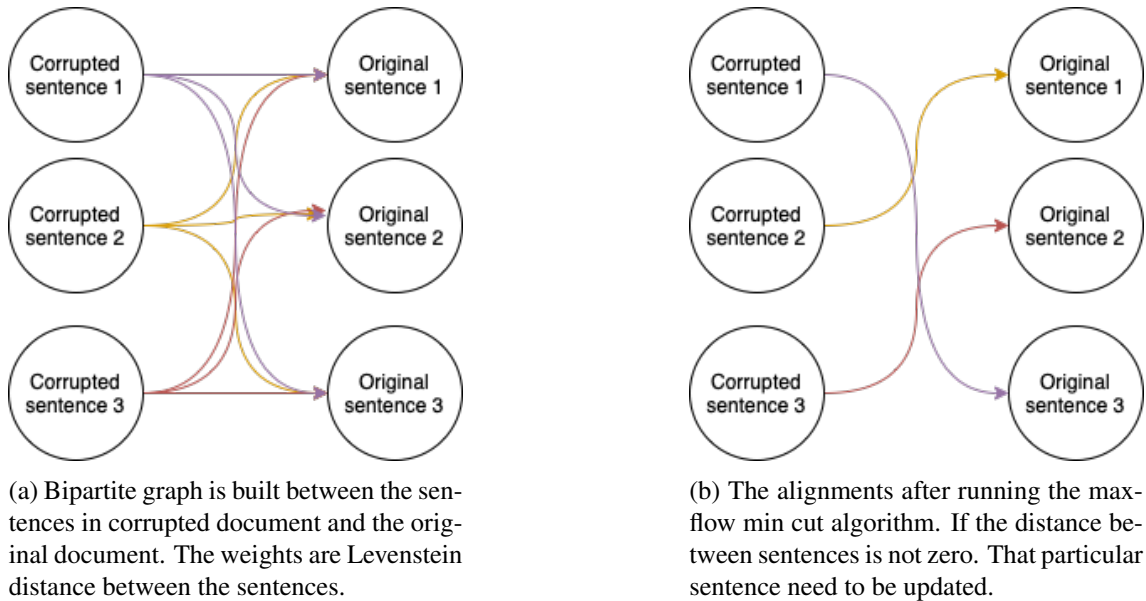 Corrupted
sentence 1
Original
sentence 1
Corrupted
sentence 2
Original
sentence 2
Corrupted
sentence 3
Original
sentence 3
(a) Bipartite graph is built between the sen-
tences in corrupted document and the orig-
inal document. The weights are Levenstein
distance between the sentences.
Corrupted
sentence 1
Original
sentence 1
Corrupted
sentence 2
Original
sentence 2
Corrupted
sentence 3
Original
sentence 3
(b) The alignments after running the max-
flow min cut algorithm. If the distance be-
tween sentences is not zero. That particular
sentence need to be updated.